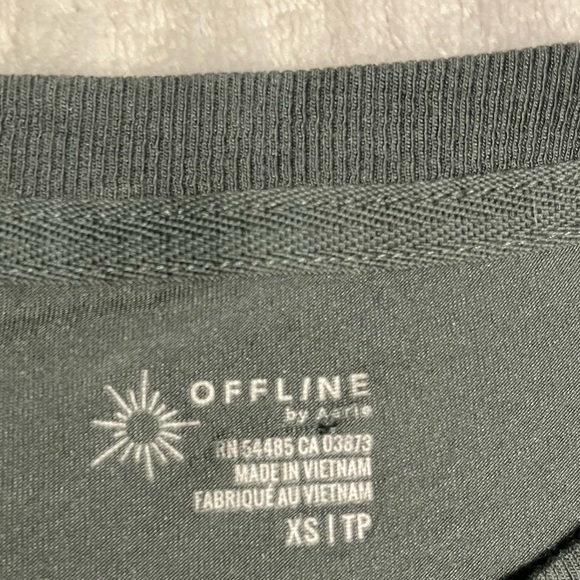 OFFLINE
by Aerie
RN 54485 CA 03873
MADE IN VIETNAM
FABRIQUÉ AU VIETNAM
XS | TP